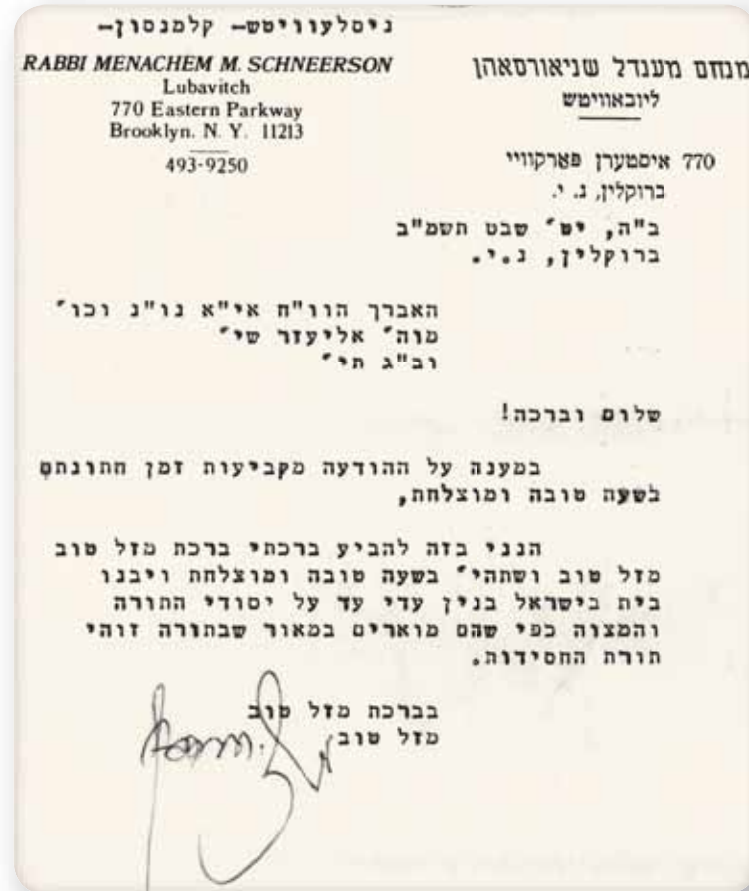 ניסלעוויטש– קלמנסון–
RABBI MENACHEM M. SCHNEERSON
Lubavitch
770 Eastern Parkway
Brooklyn. N. Y. 11213
493-9250
מנחם מענדל שניאורסאהן
ליובאוויטש
770 איסטערן פארקוויי
ברוקלין, נ. י.
ב"ה, יט' שבט תשמ"ב
ברוקלין, נ.י.
האברך הוו"ח אי"א נו"נ וכו'
מוה' אליעזר שי'
וב"ג תי'
שלום וברכה!
במענה על ההודעה מקביעות זמן חתונתם
בשעה טובה ומוצלחת,
הנני בזה להביע ברכתי ברכת מזל טוב
מזל טוב ושתהי' בשעה טובה ומוצלחת ויבנו
בית בישראל בנין עדי עד על יסודי התורה
והמצוה כפי שהם מוארים במאור שבתורה זוהי
תורת החסידות.
בברכת מזל טוב
מזל טוב